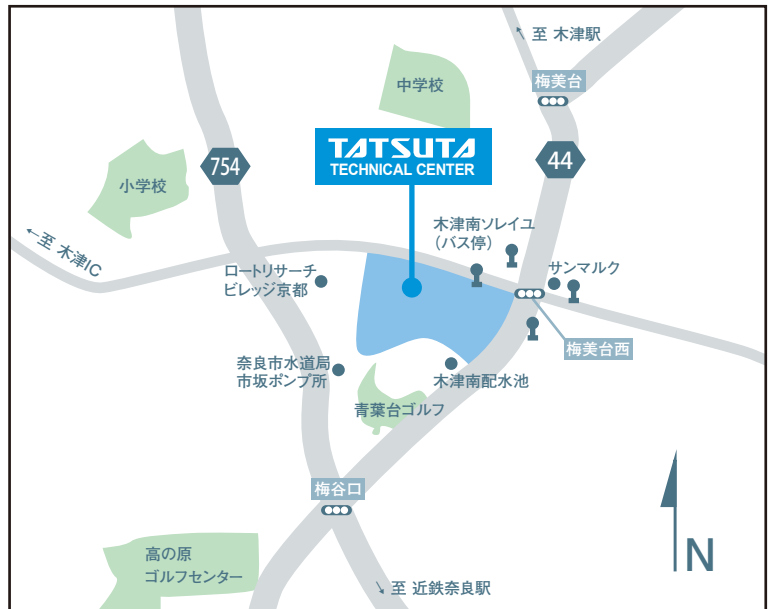 ↖ 至 木津駅
中学校
梅美台
TATSUTA
TECHNICAL CENTER
754
44
小学校
木津南ソレイユ
(バス停)
←至 木津IC
ロートリサーチ
ビレッジ京都
サンマルク
梅美台西
奈良市水道局
市坂ポンプ所
木津南配水池
青葉台ゴルフ
梅谷口
高の原
ゴルフセンター
↘ 至 近鉄奈良駅
N